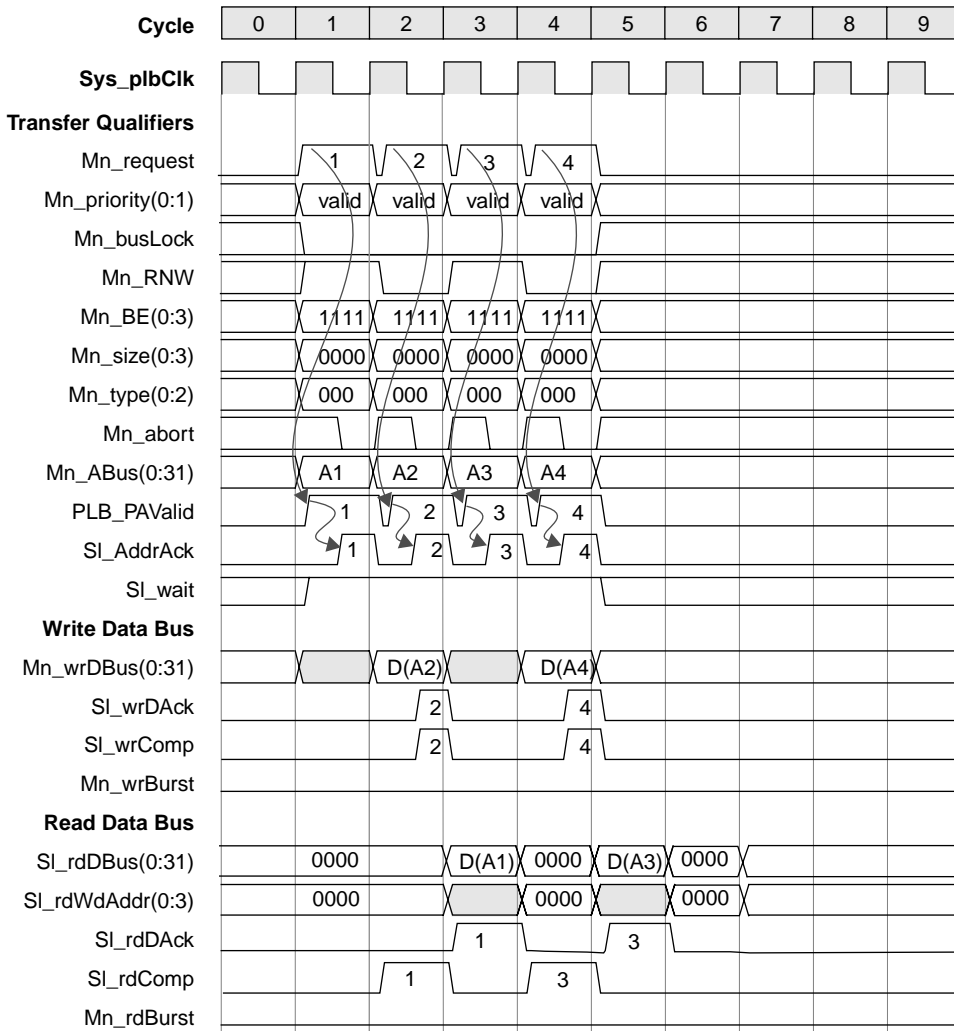 Cycle 0 1 2 3 4 5 6 7 8 9
Sys_plbClk
Transfer Qualifiers
Mn_request 1 2 3 4
Mn_priority(0:1) valid valid valid valid
Mn_busLock
Mn_RNW
Mn_BE(0:3) 1111 1111 1111 1111
Mn_size(0:3) 0000 0000 0000 0000
Mn_type(0:2) 000 000 000 000
Mn_abort
Mn_ABus(0:31) A1 A2 A3 A4
PLB_PAValid 1 2 3 4
Sl_AddrAck 1 2 3 4
Sl_wait
Write Data Bus
Mn_wrDBus(0:31) D(A2) D(A4)
Sl_wrDAck 2 4
Sl_wrComp 2 4
Mn_wrBurst
Read Data Bus
Sl_rdDBus(0:31) 0000 D(A1) 0000 D(A3) 0000
Sl_rdWdAddr(0:3) 0000 0000 0000
Sl_rdDAck 1 3
Sl_rdComp 1 3
Mn_rdBurst